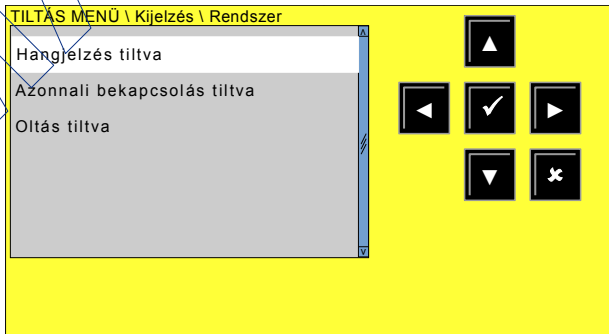 TILTÁS MENÜ \ Kijelzés \ Rendszer
Hangjelzés tiltva
Azonnali bekapcsolás tiltva
Oltás tiltva